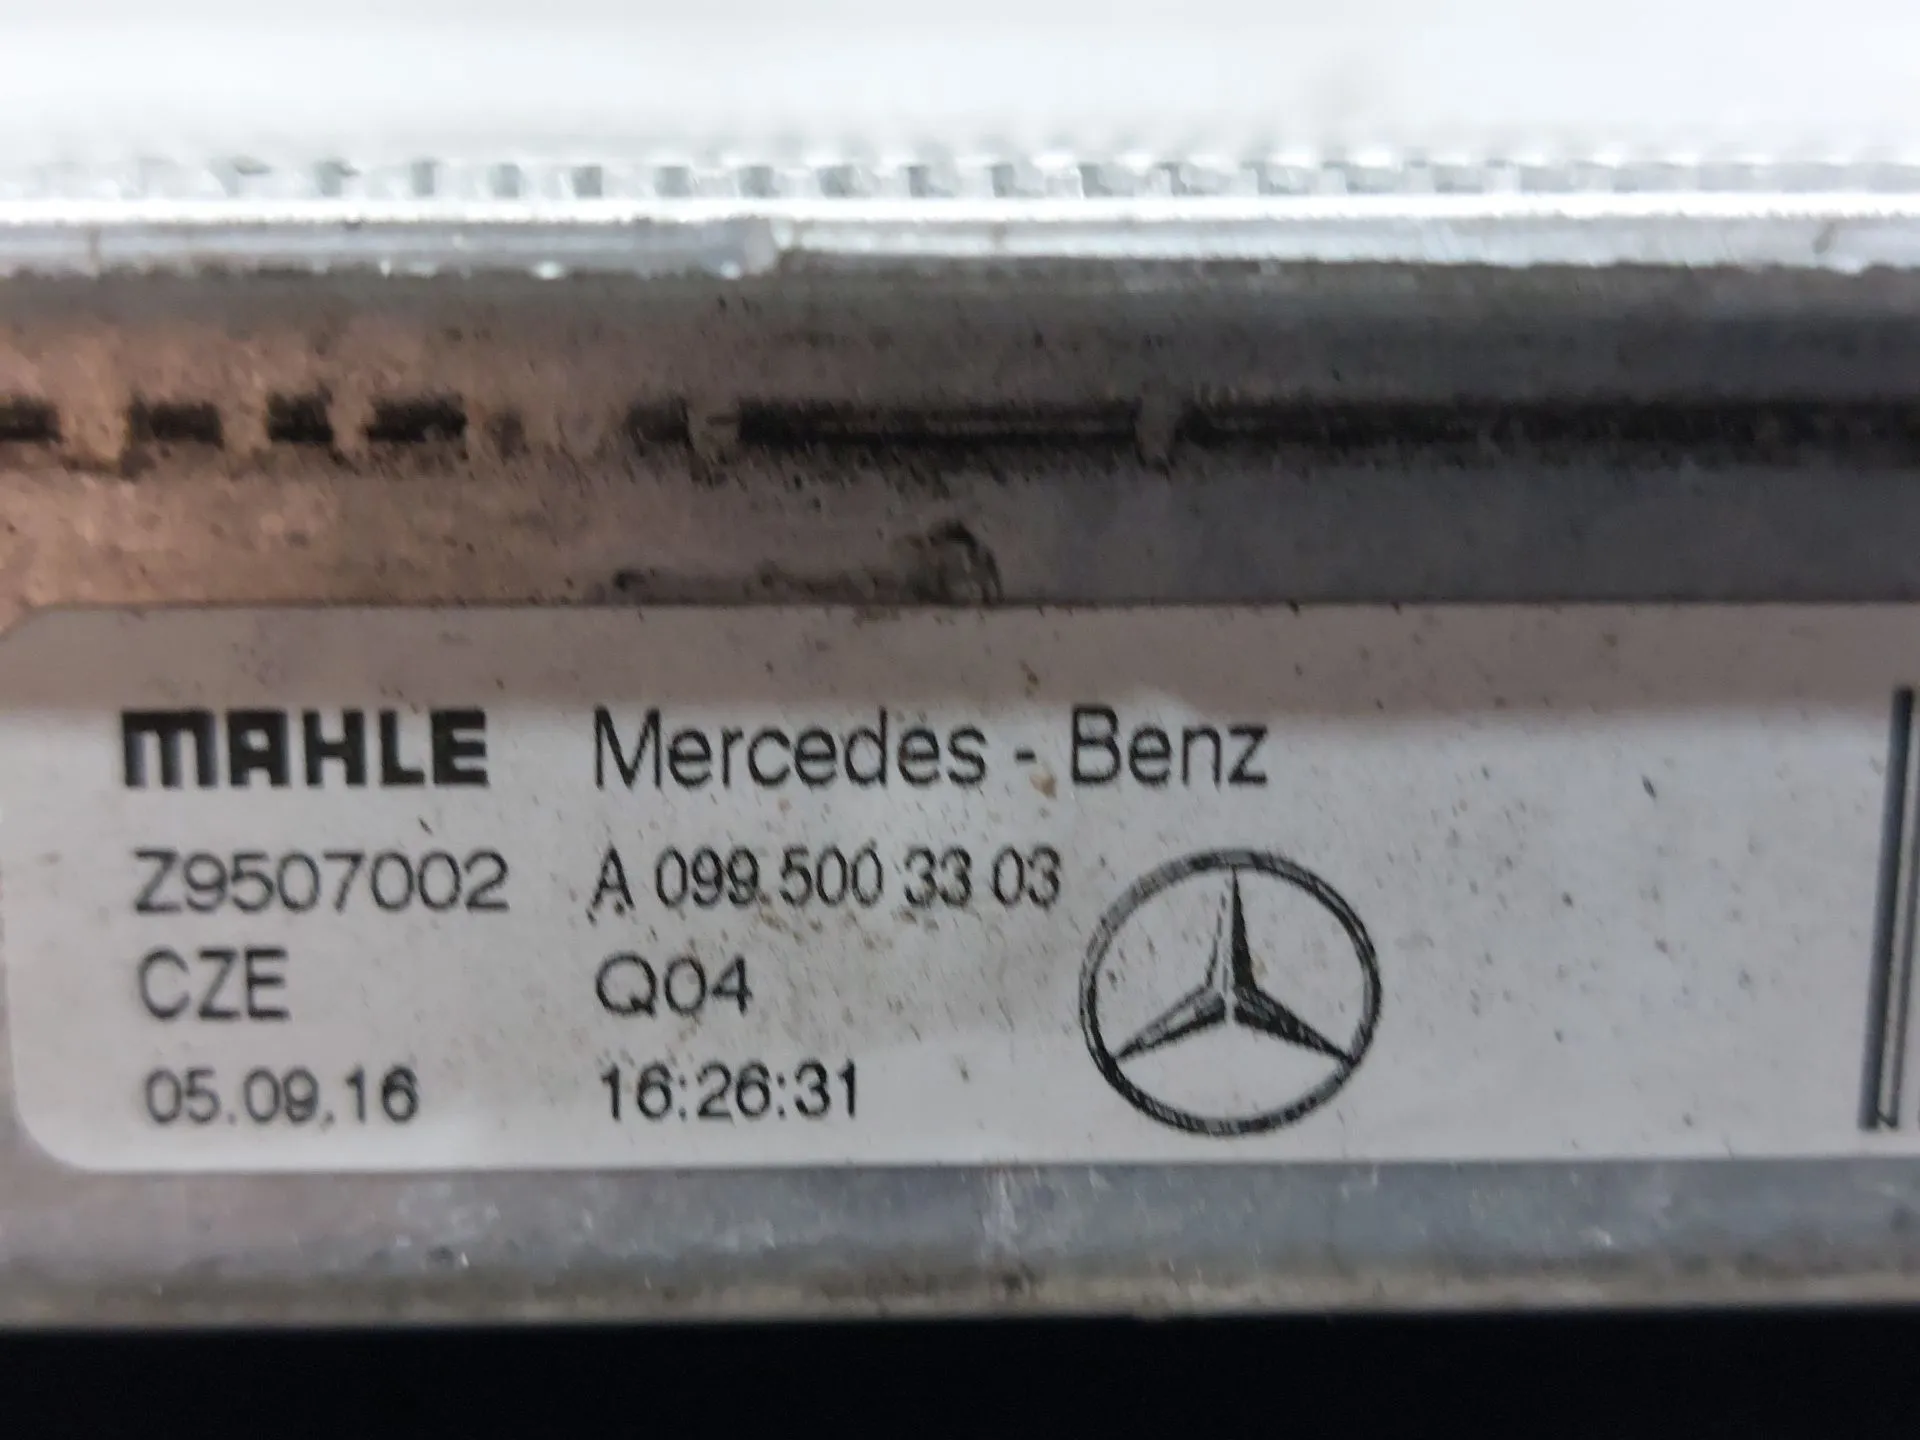 MAHLE Mercedes - Benz
Z9507002 A 099 500 33 03
CZE Q04
05.09.16 16:26:31